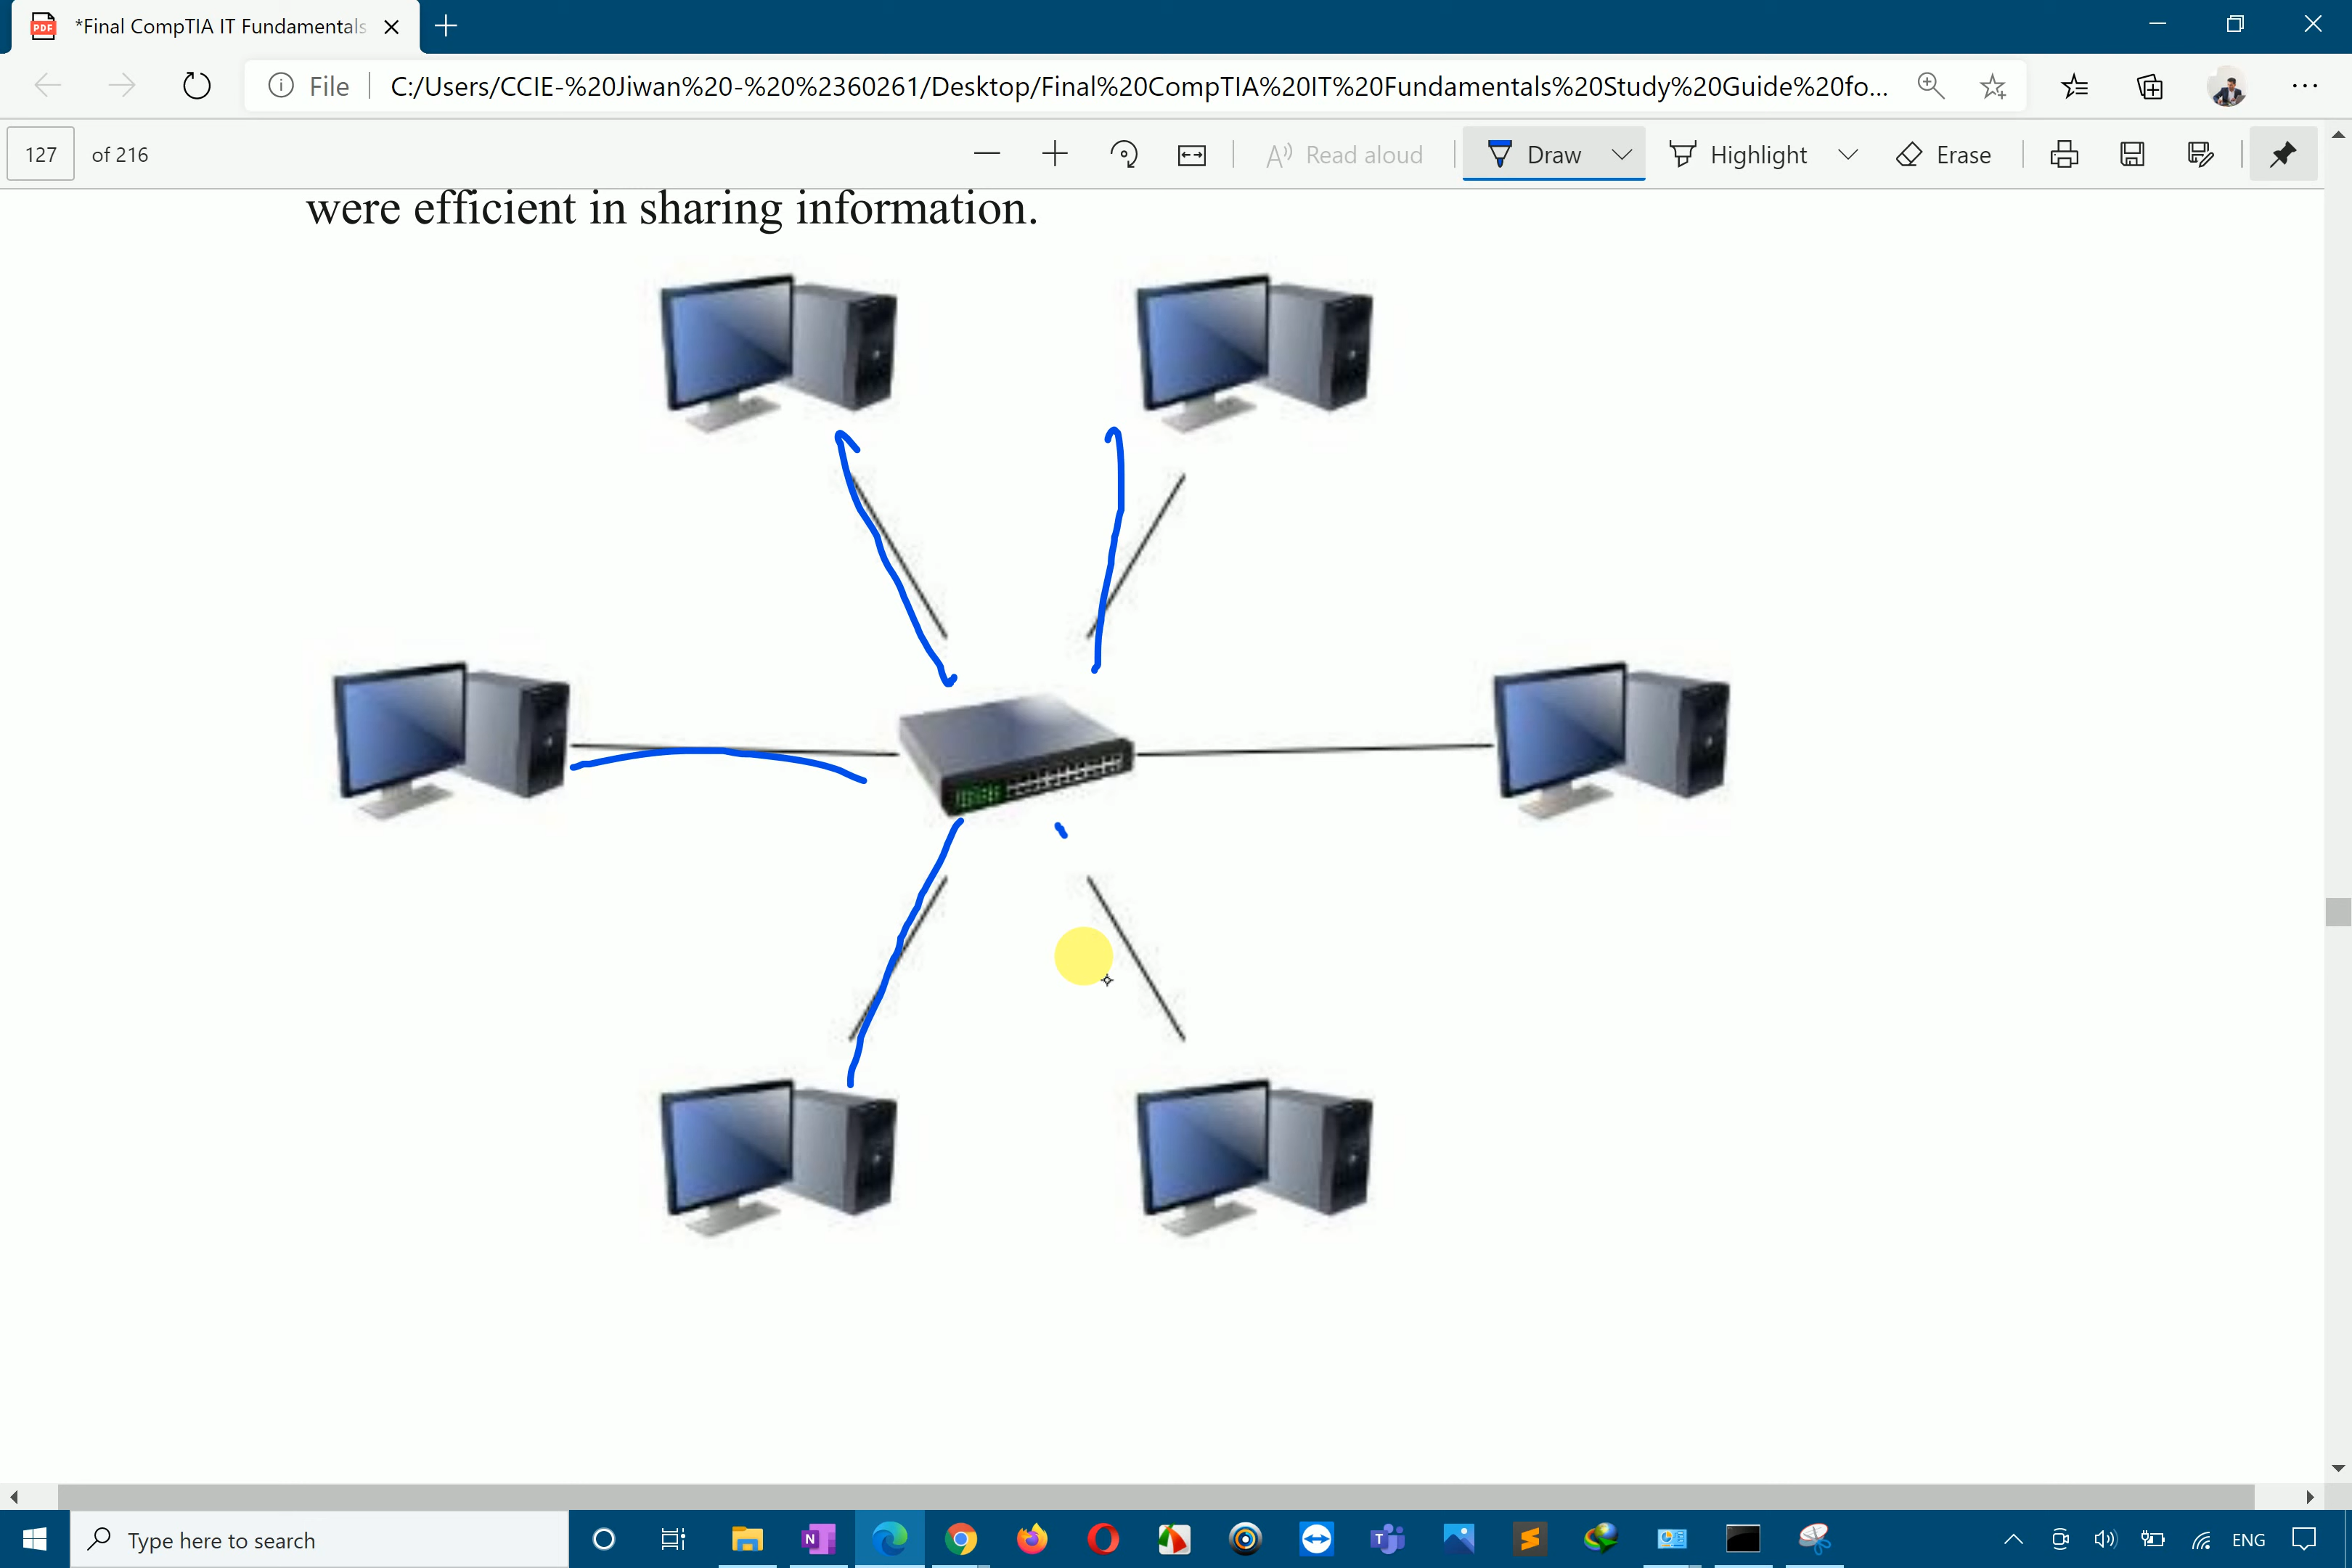 *Final CompTIA IT Fundamentals
File
C:/Users/CCIE-%20Jiwan%20-%20%2360261/Desktop/Final%20CompTIA%20IT%20Fundamentals%20Study%20Guide%20fo...
127 of 216
Read aloud
Draw
Highlight
Erase
were efficient in sharing information.
Type here to search
ENG